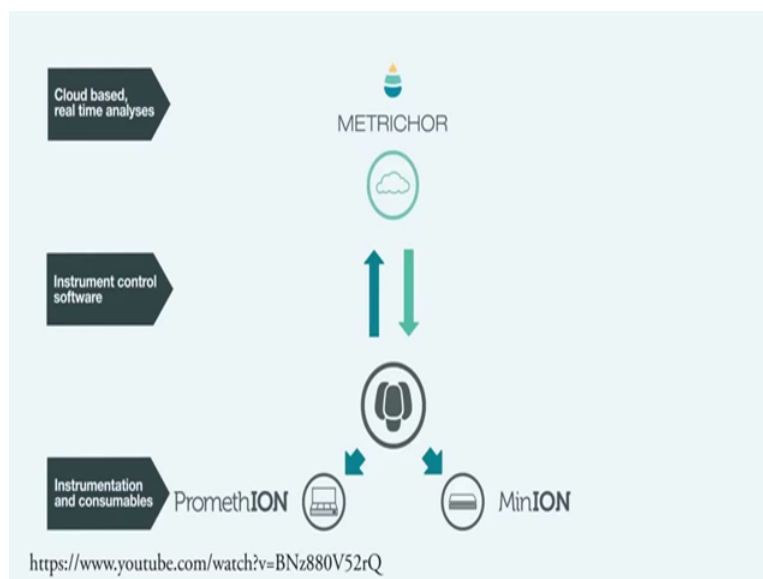 Cloud based,
real time analyses
METRICHOR
Instrument control
software
Instrumentation
and consumables
PromethION
MinION
https://www.youtube.com/watch?v=BNz880V52rQ